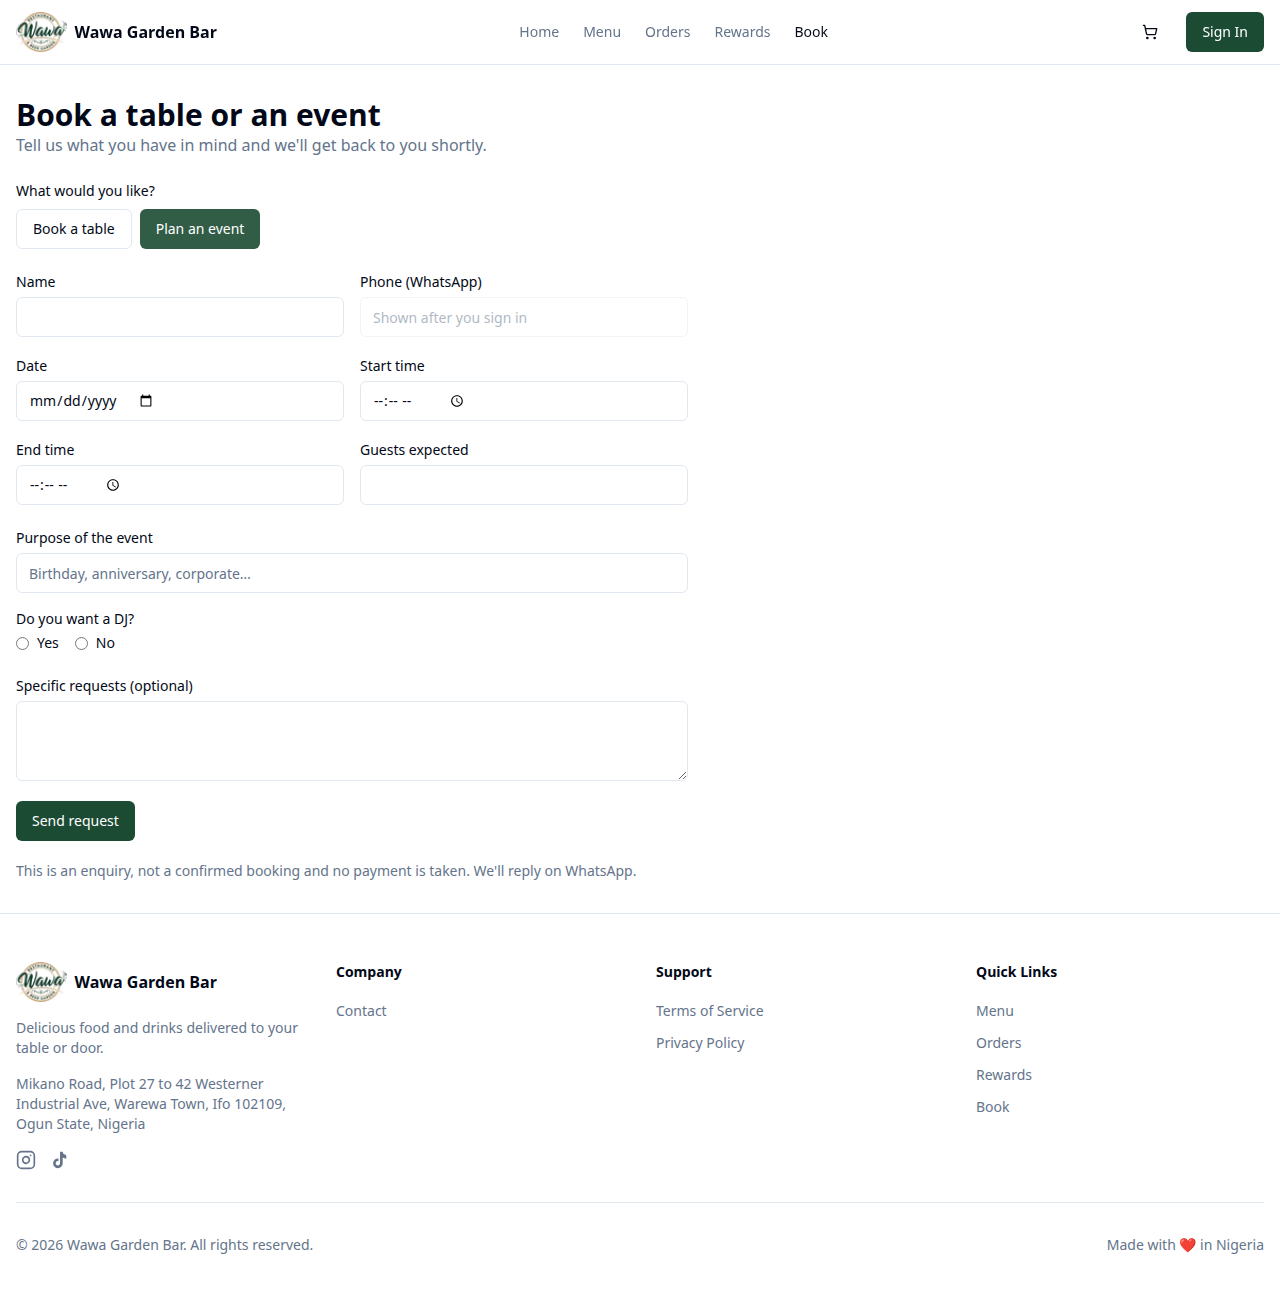 Wawa
Wawa Garden Bar
Home
Menu
Orders
Rewards
Book
Sign In
Book a table or an event
Tell us what you have in mind and we'll get back to you shortly.
What would you like?
Book a table
Plan an event
Name
Phone (WhatsApp)
Shown after you sign in
Date
Start time
mm/dd/yyyy
--:-- --
End time
Guests expected
--:-- --
Purpose of the event
Birthday, anniversary, corporate...
Do you want a DJ?
Yes
No
Specific requests (optional)
Send request
This is an enquiry, not a confirmed booking and no payment is taken. We'll reply on WhatsApp.
Wawa
Wawa Garden Bar
Delicious food and drinks delivered to your
table or door.
Mikano Road, Plot 27 to 42 Westerner
Industrial Ave, Warewa Town, Ifo 102109,
Ogun State, Nigeria
Company
Contact
Support
Terms of Service
Privacy Policy
Quick Links
Menu
Orders
Rewards
Book
© 2026 Wawa Garden Bar. All rights reserved.
Made with ❤️ in Nigeria